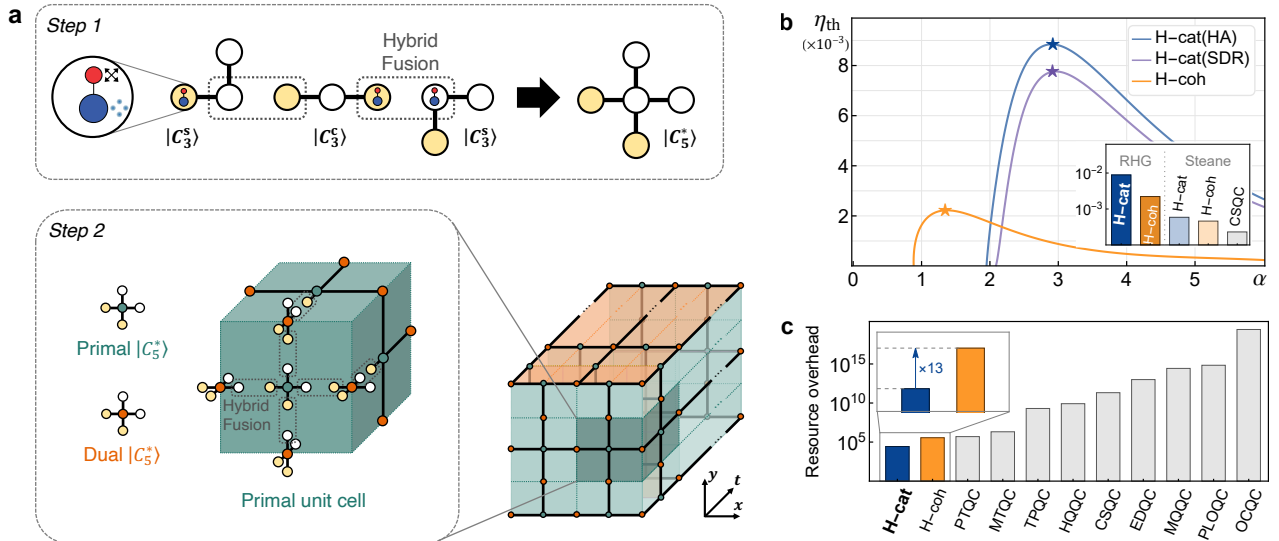 a
Step 1
Hybrid
Fusion
|C₃ˢ⟩
|C₃ᶜ⟩
|C₃ˢ⟩
|C₅*⟩
Step 2
Primal |C₅*⟩
Dual |C₅*⟩
Hybrid
Fusion
Primal unit cell
y
t
x
b
η_th
(×10⁻³)
8
6
4
2
0
1
2
3
4
5
α
H−cat(HA)
H−cat(SDR)
H−coh
RHG
Steane
10⁻²
10⁻³
H−cat
H−coh
H−cat
H−coh
CSQC
c
Resource overhead
10¹⁵
10¹⁰
10⁵
×13
H−cat
H−coh
PTQC
MTQC
TPQC
HQQC
CSQC
EDQC
MQQC
PLOQC
OCQC